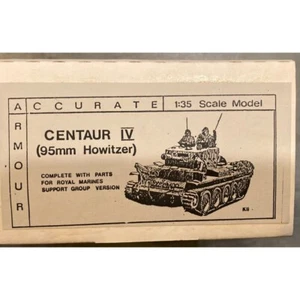 ACCURATE
ARMOUR
1:35 Scale Model
CENTAUR IV
(95mm Howitzer)
COMPLETE WITH PARTS
FOR ROYAL MARINES
SUPPORT GROUP VERSION